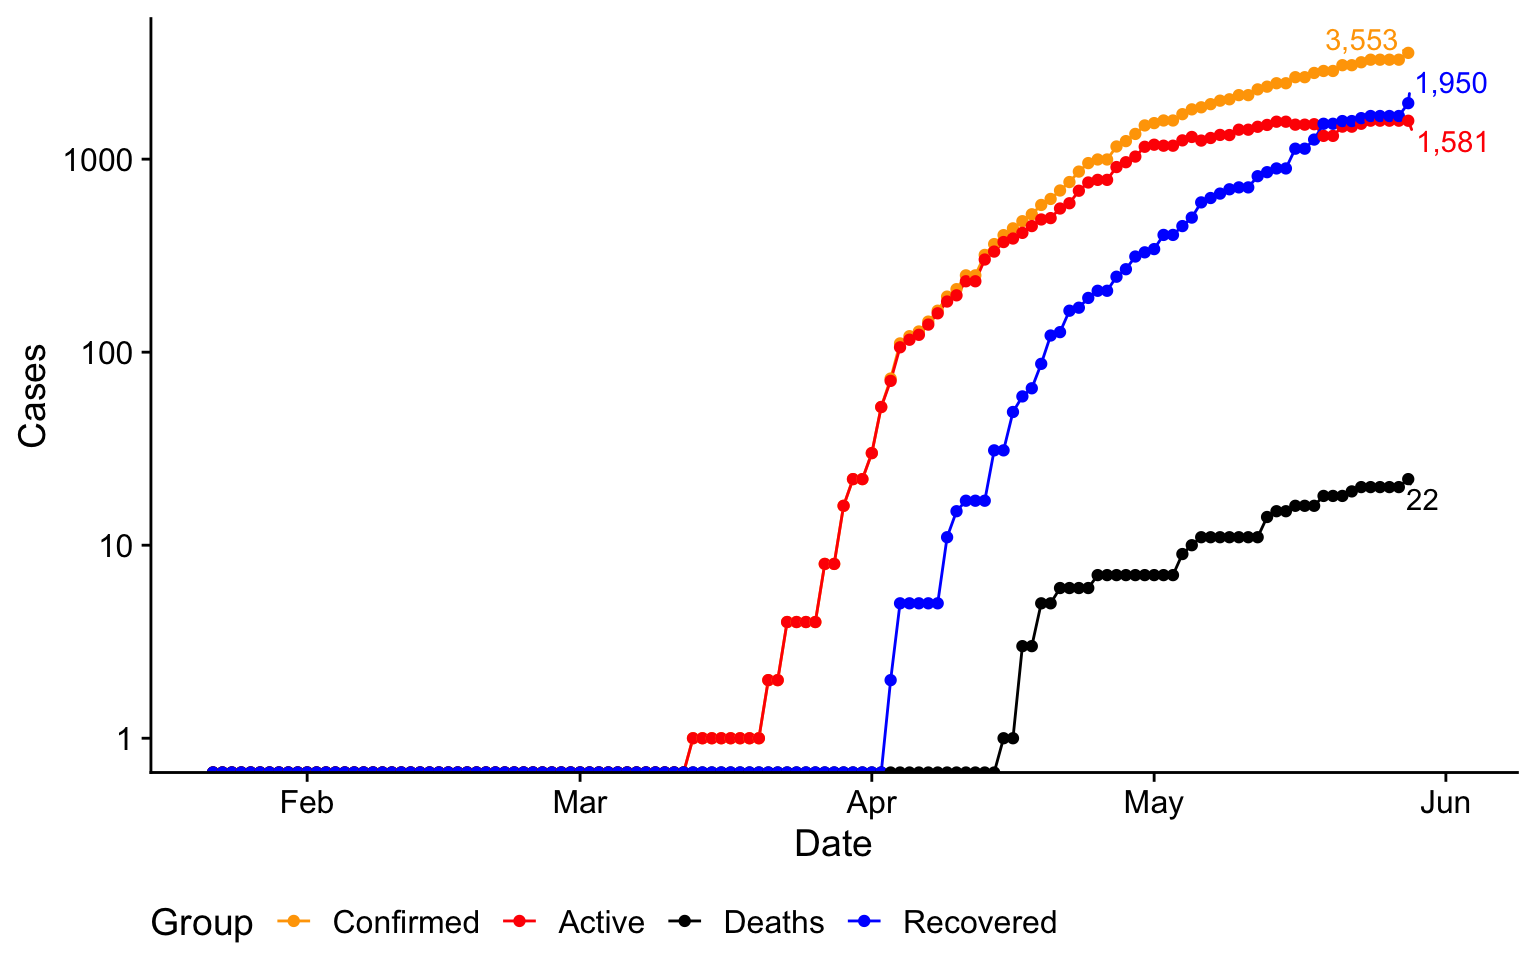 3,553
1,950
1,581
1000
100
10
1
22
Cases
Feb Mar Apr May Jun
Date
Group Confirmed Active Deaths Recovered